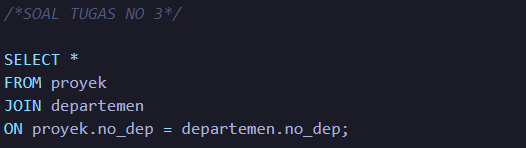 /*SOAL TUGAS NO 3*/
SELECT *
FROM proyek
JOIN departemen
ON proyek.no_dep = departemen.no_dep;